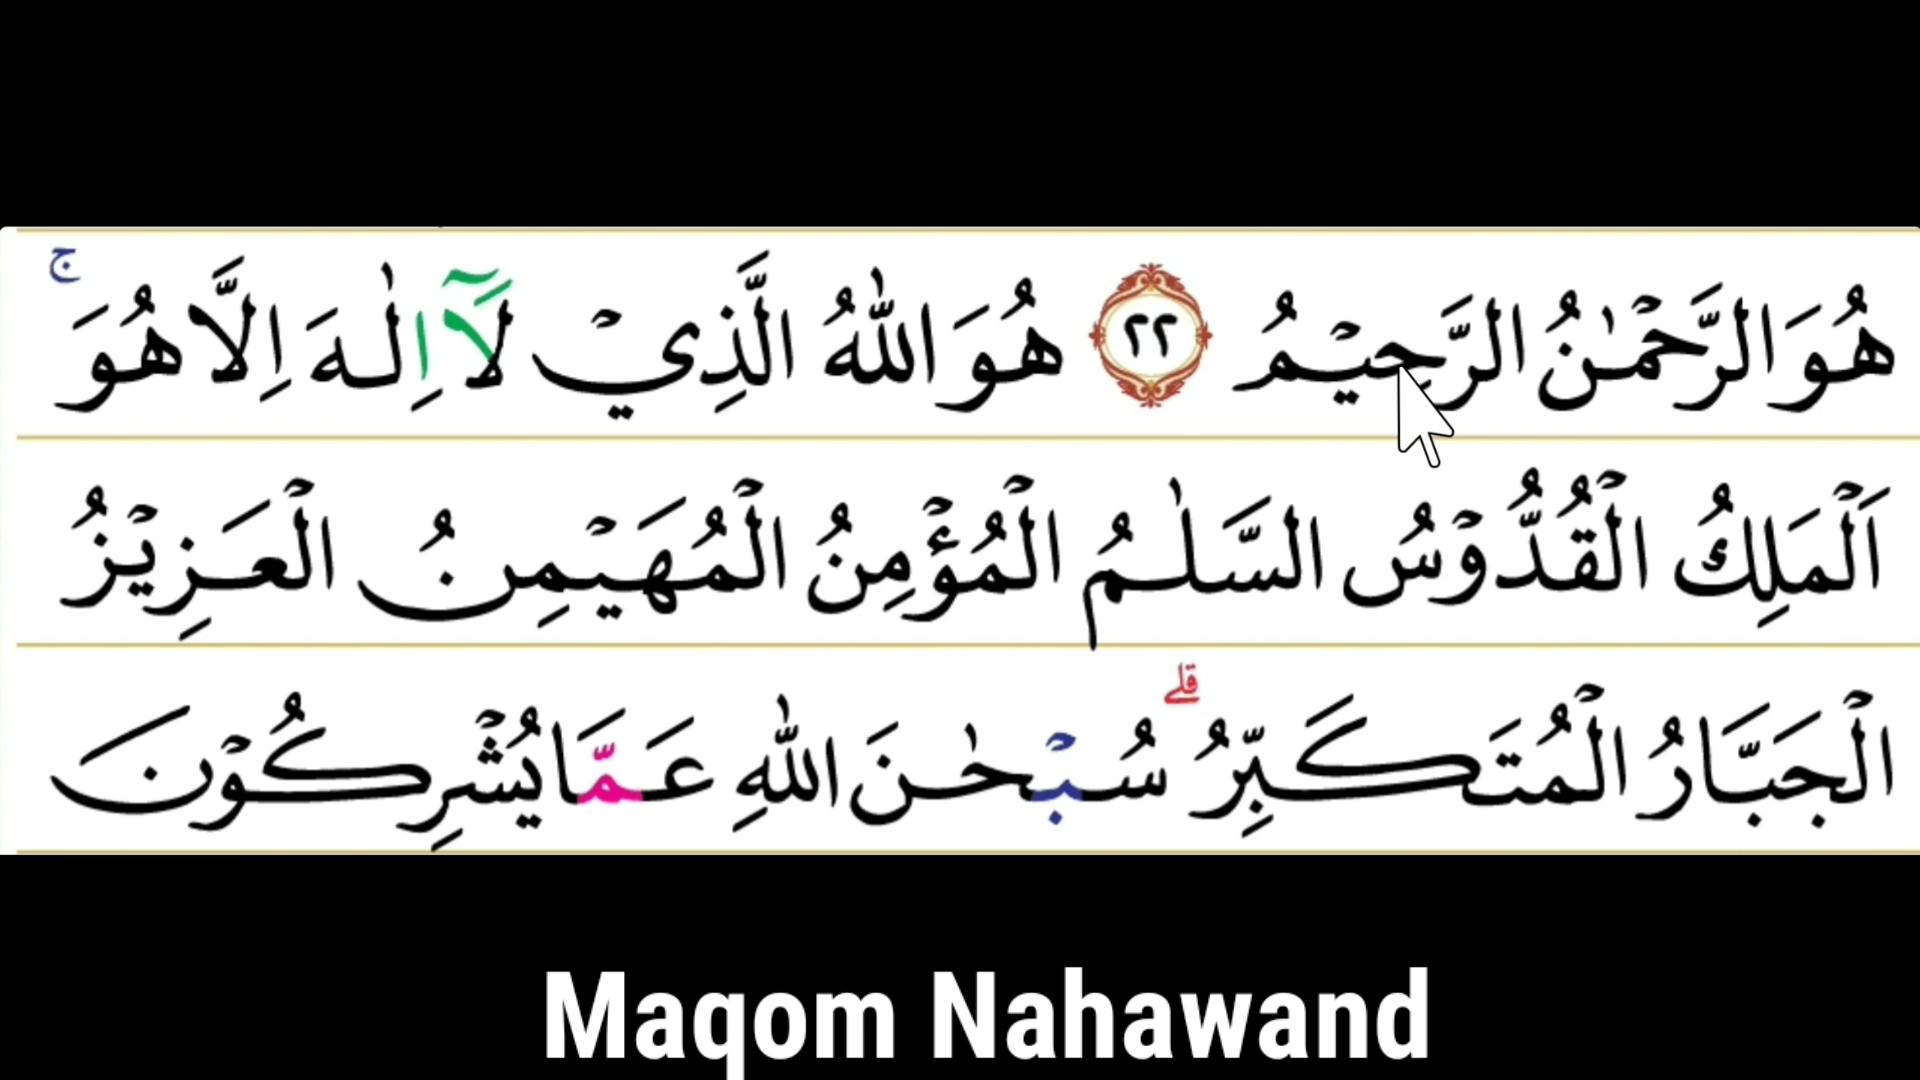 هُوَ الرَّحْمٰنُ الرَّحِيْمُ ٢٢ هُوَ اللّٰهُ الَّذِيْ لَآ اِلٰهَ اِلَّا هُوَ ۚ
اَلْمَلِكُ الْقُدُّوْسُ السَّلٰمُ الْمُؤْمِنُ الْمُهَيْمِنُ الْعَزِيْزُ
الْجَبَّارُ الْمُتَكَبِّرُ ۗ سُبْحٰنَ اللّٰهِ عَمَّا يُشْرِكُوْنَ
Maqom Nahawand